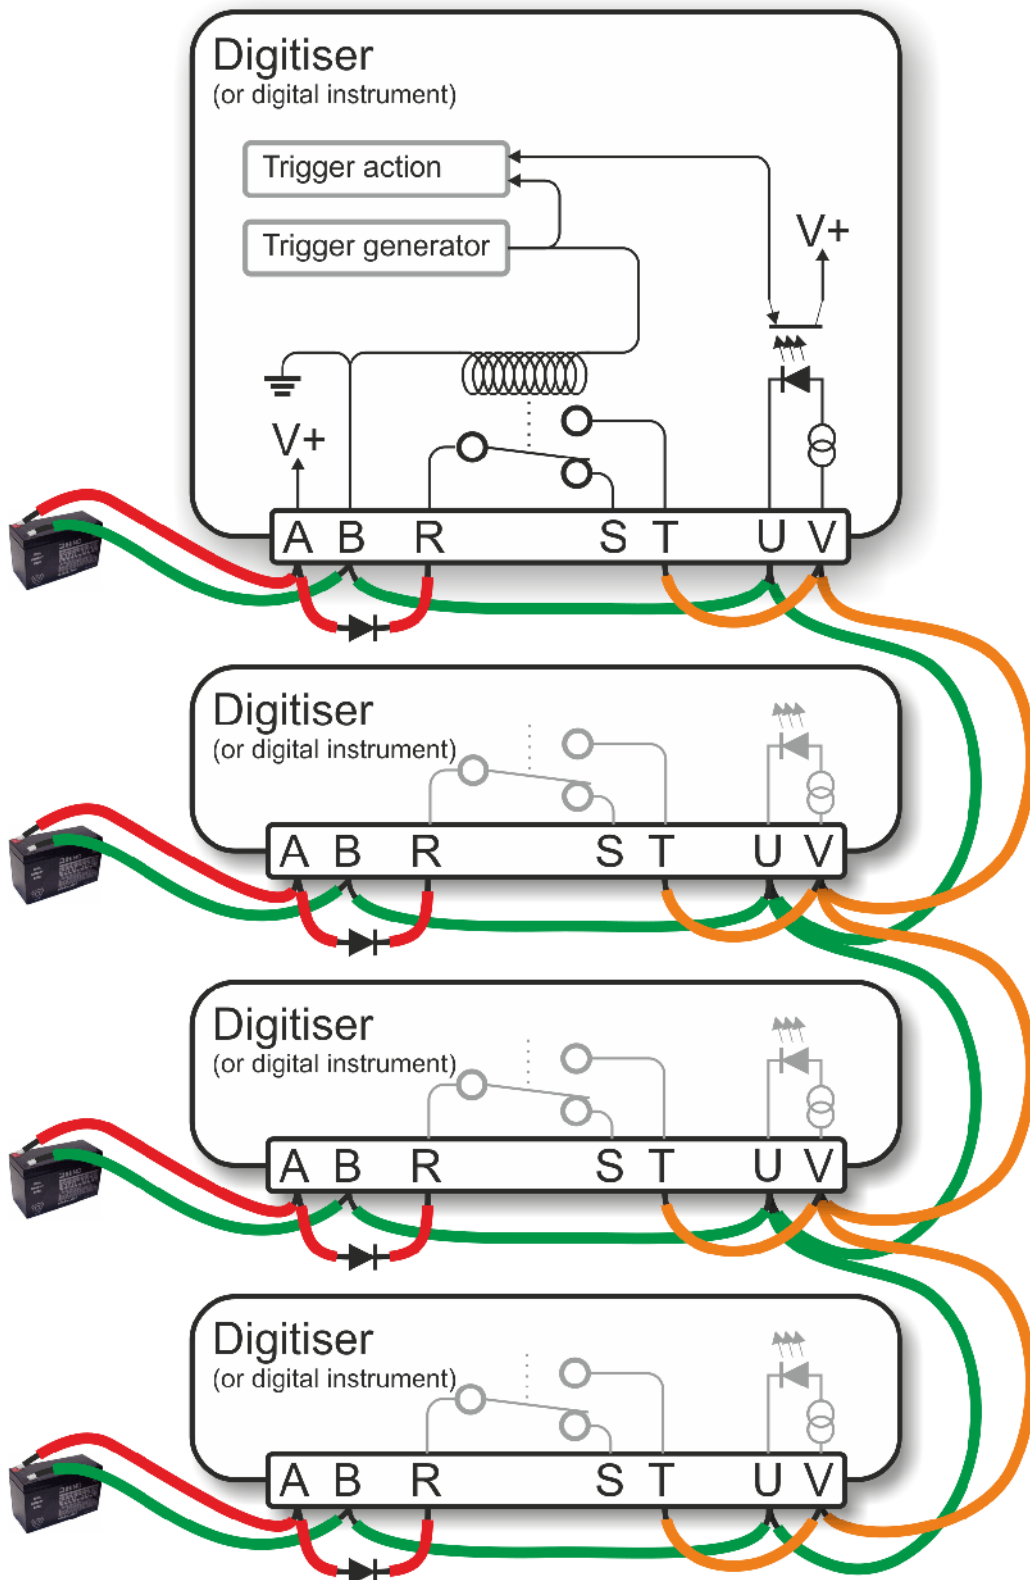 Digitiser
(or digital instrument)
Trigger action
Trigger generator
V+
V+
A B R S T U V
Digitiser
(or digital instrument)
A B R S T U V
Digitiser
(or digital instrument)
A B R S T U V
Digitiser
(or digital instrument)
A B R S T U V